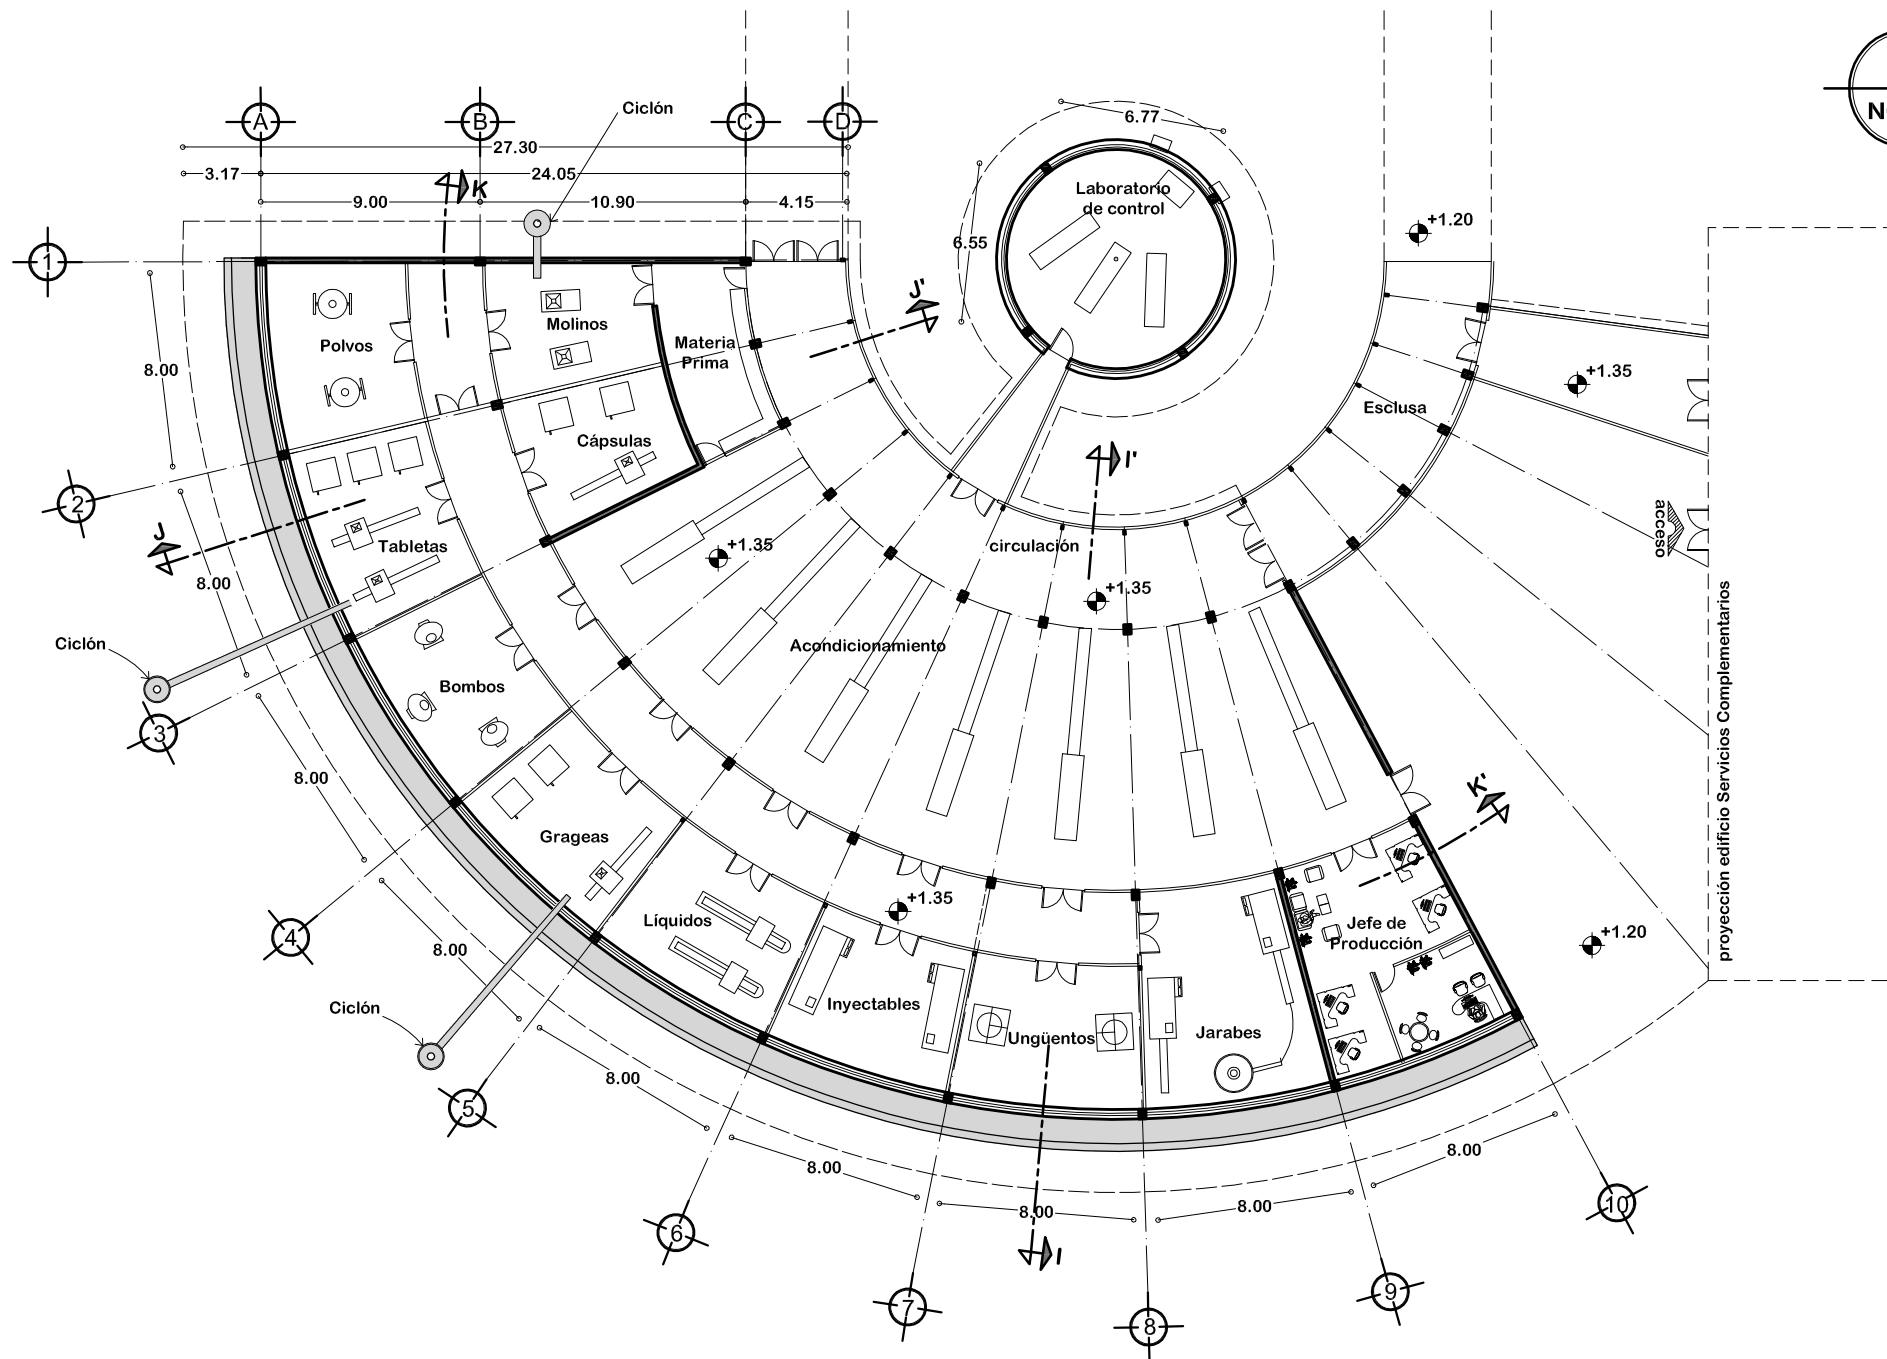 Ciclón
A
B
C
D
27.30
6.77
3.17
24.05
K
9.00
10.90
4.15
Laboratorio
de control
+1.20
6.55
1
J'
Polvos
Molinos
Materia
Prima
8.00
+1.35
Esclusa
Cápsulas
I'
2
J
Tabletas
+1.35
circulación
acceso
8.00
+1.35
Ciclón
Acondicionamiento
Bombos
3
proyección edificio Servicios Complementarios
8.00
K'
Grageas
Líquidos
+1.35
Jefe de
Producción
+1.20
4
8.00
Inyectables
Ciclón
Ungüentos
Jarabes
8.00
5
8.00
8.00
8.00
8.00
6
I
10
7
8
9